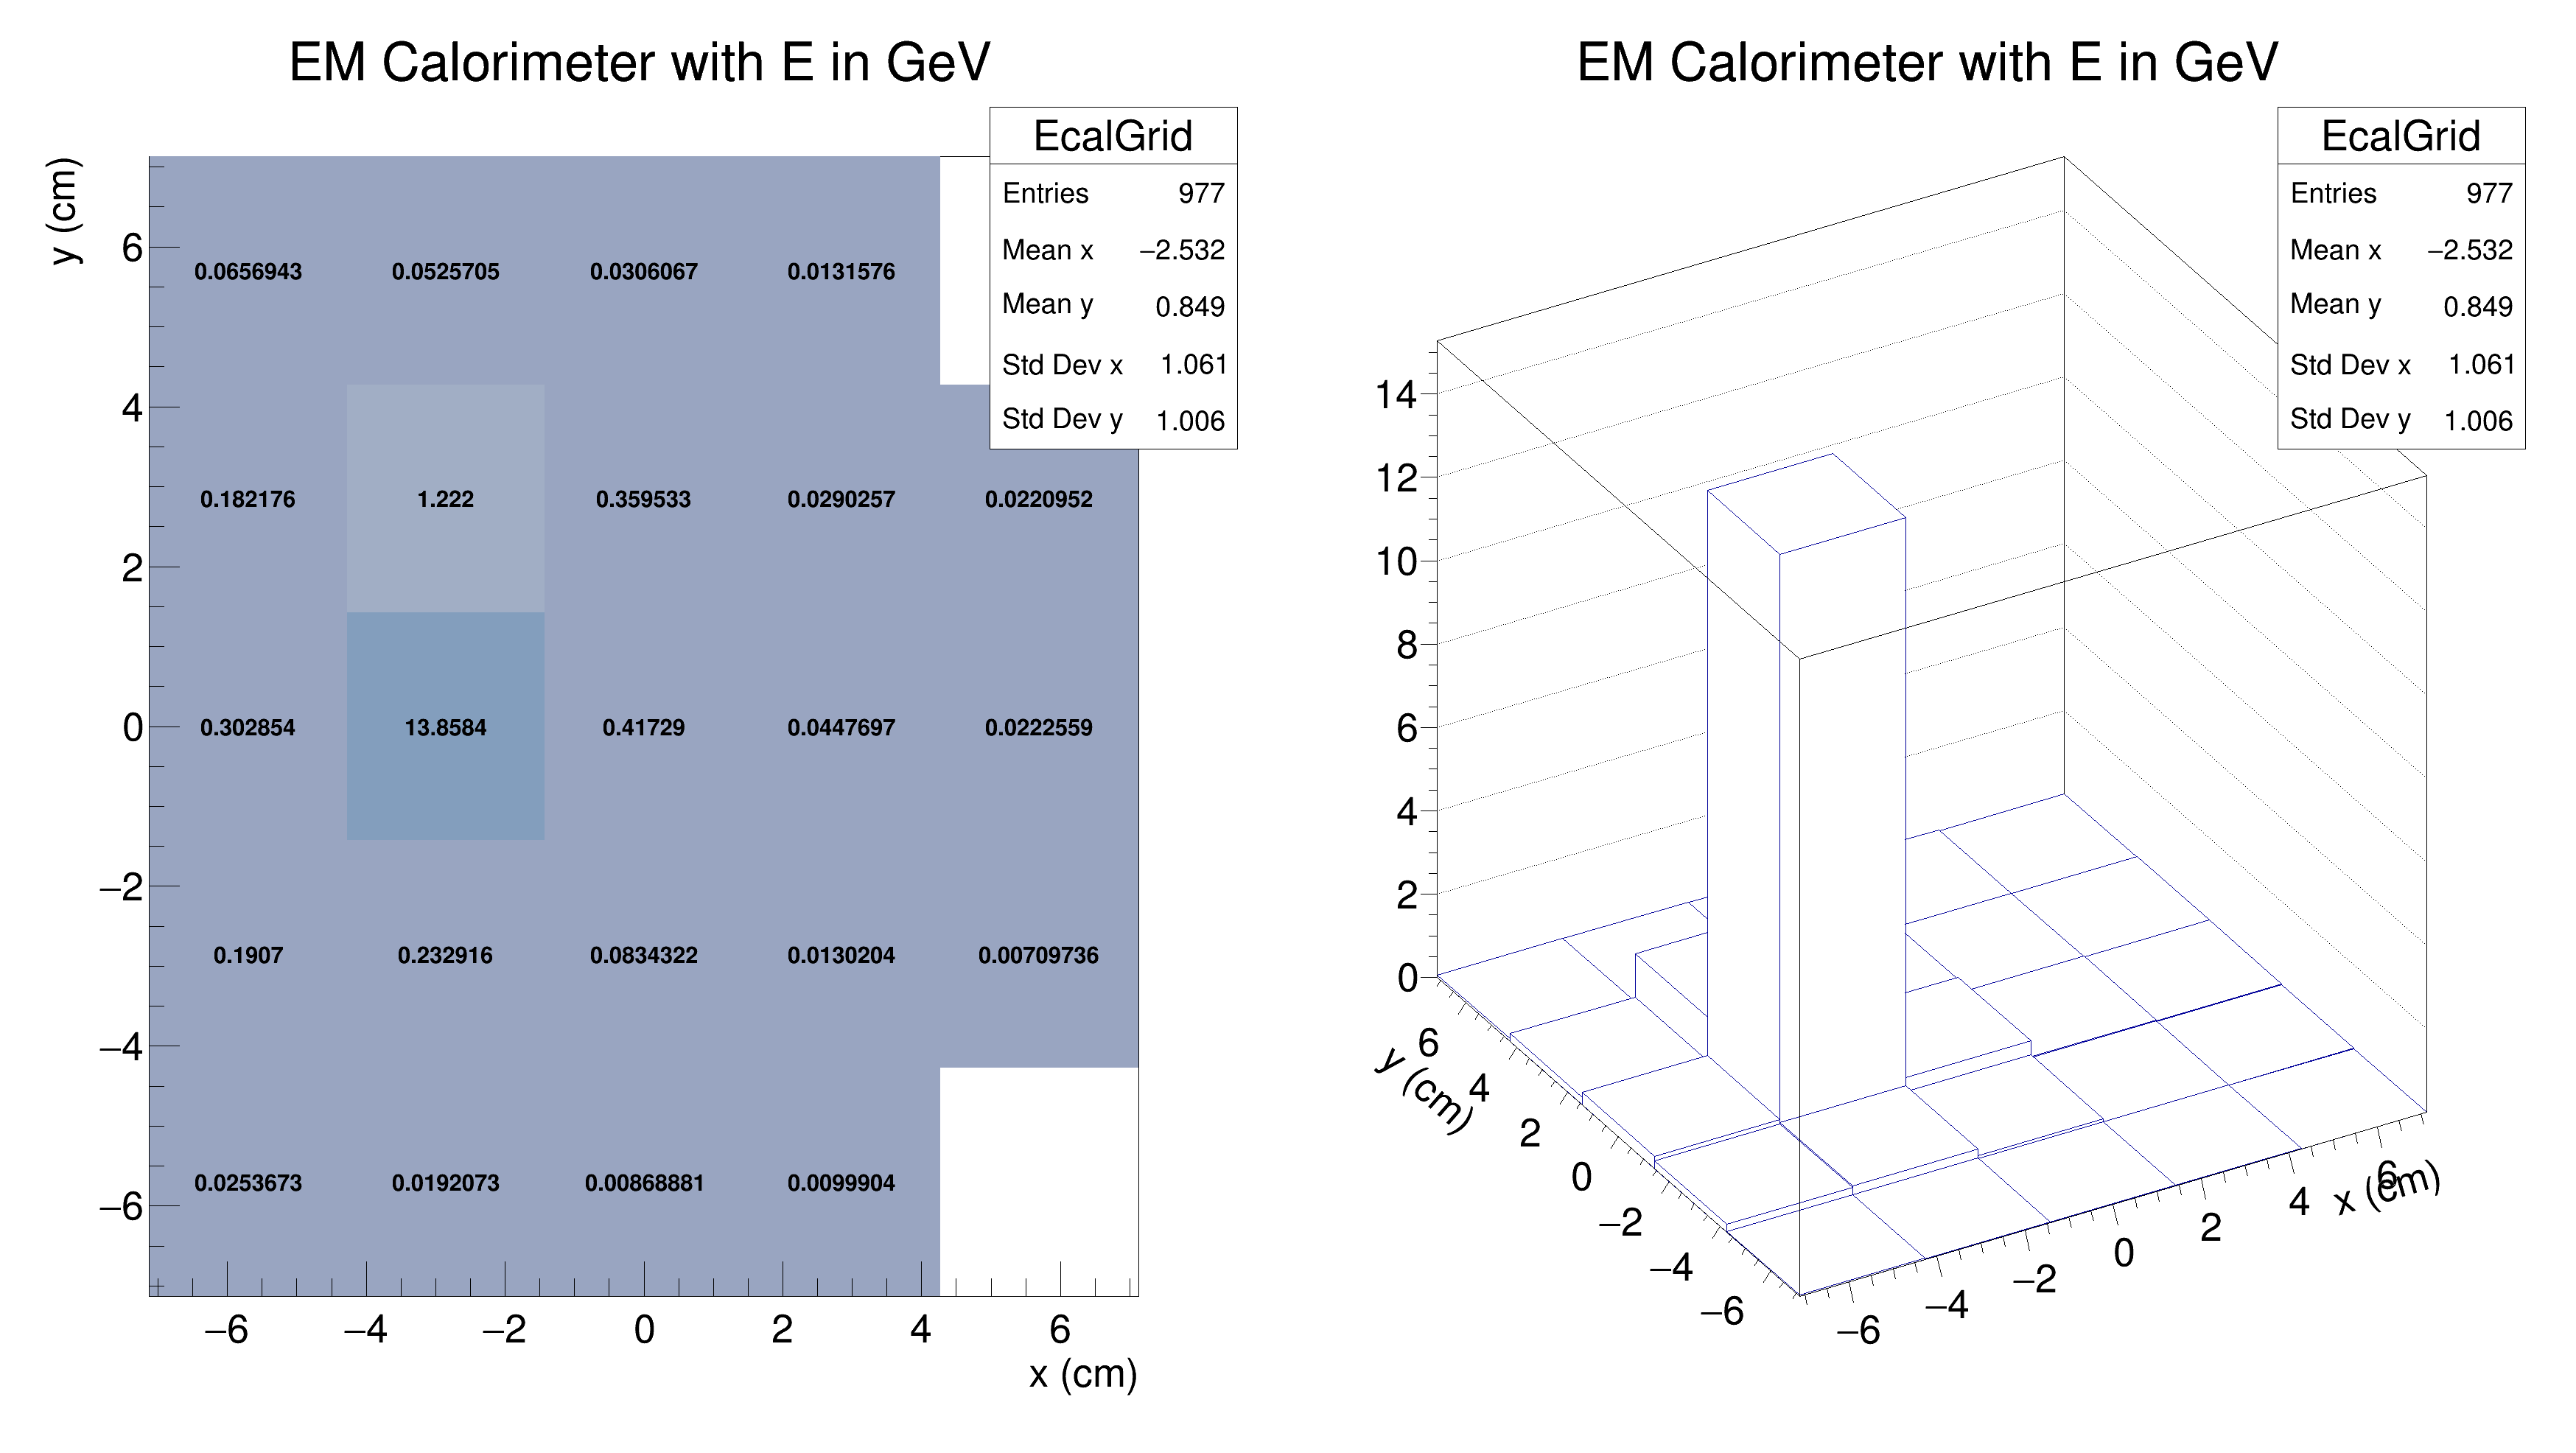 EM Calorimeter with E in GeV
EcalGrid
Entries 977
Mean x −2.532
Mean y 0.849
Std Dev x 1.061
Std Dev y 1.006
y (cm)
6
4
2
0
−2
−4
−6
0.0656943 0.0525705 0.0306067 0.0131576
0.182176 1.222 0.359533 0.0290257 0.0220952
0.302854 13.8584 0.41729 0.0447697 0.0222559
0.1907 0.232916 0.0834322 0.0130204 0.00709736
0.0253673 0.0192073 0.00868881 0.0099904
−6 −4 −2 0 2 4 6
x (cm)
EM Calorimeter with E in GeV
EcalGrid
Entries 977
Mean x −2.532
Mean y 0.849
Std Dev x 1.061
Std Dev y 1.006
14
12
10
8
6
4
2
0
y (cm)
6
4
2
0
−2
−4
−6
−6 −4 −2 0 2 4 6
x (cm)